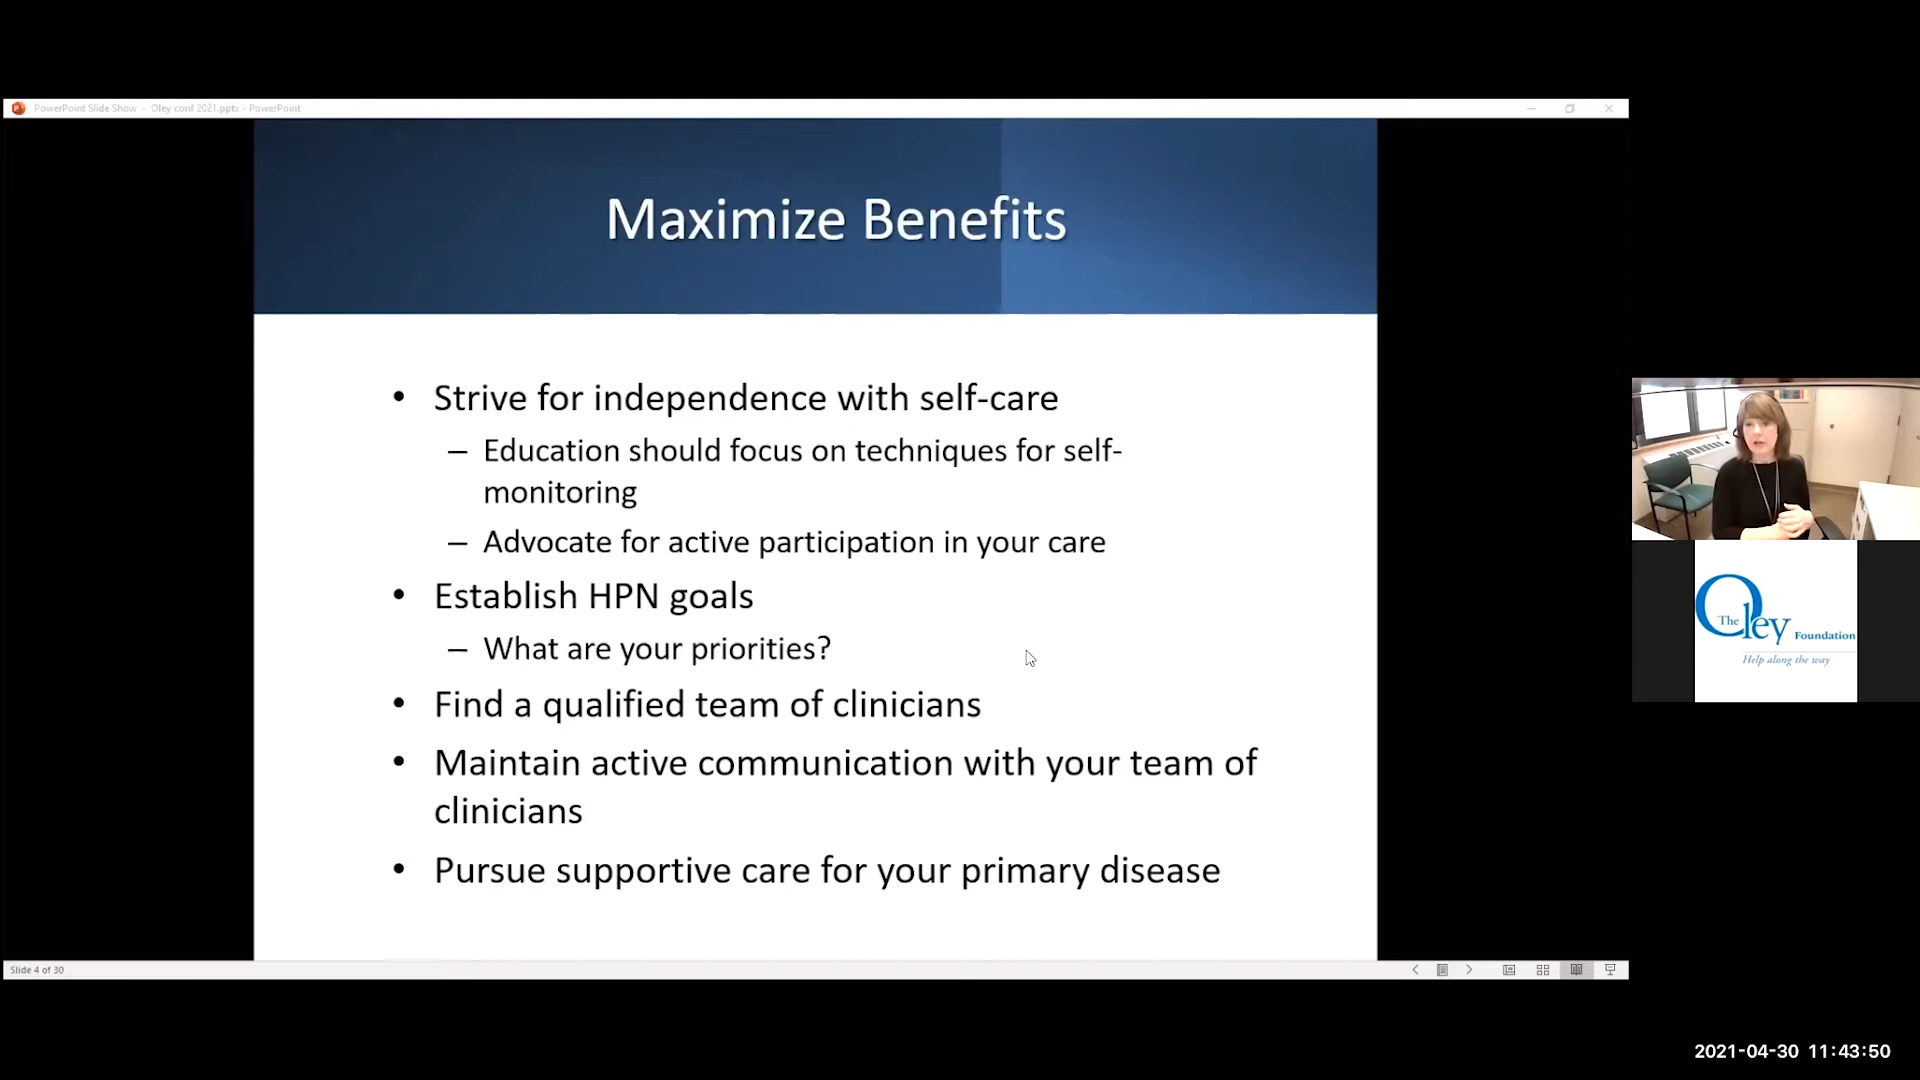 PowerPoint Slide Show - Oley conf 2021.pptx - PowerPoint
Maximize Benefits
• Strive for independence with self-care
– Education should focus on techniques for self-
monitoring
– Advocate for active participation in your care
• Establish HPN goals
– What are your priorities?
• Find a qualified team of clinicians
• Maintain active communication with your team of
clinicians
• Pursue supportive care for your primary disease
The Oley Foundation
Help along the way
Slide 4 of 30
2021-04-30 11:43:50